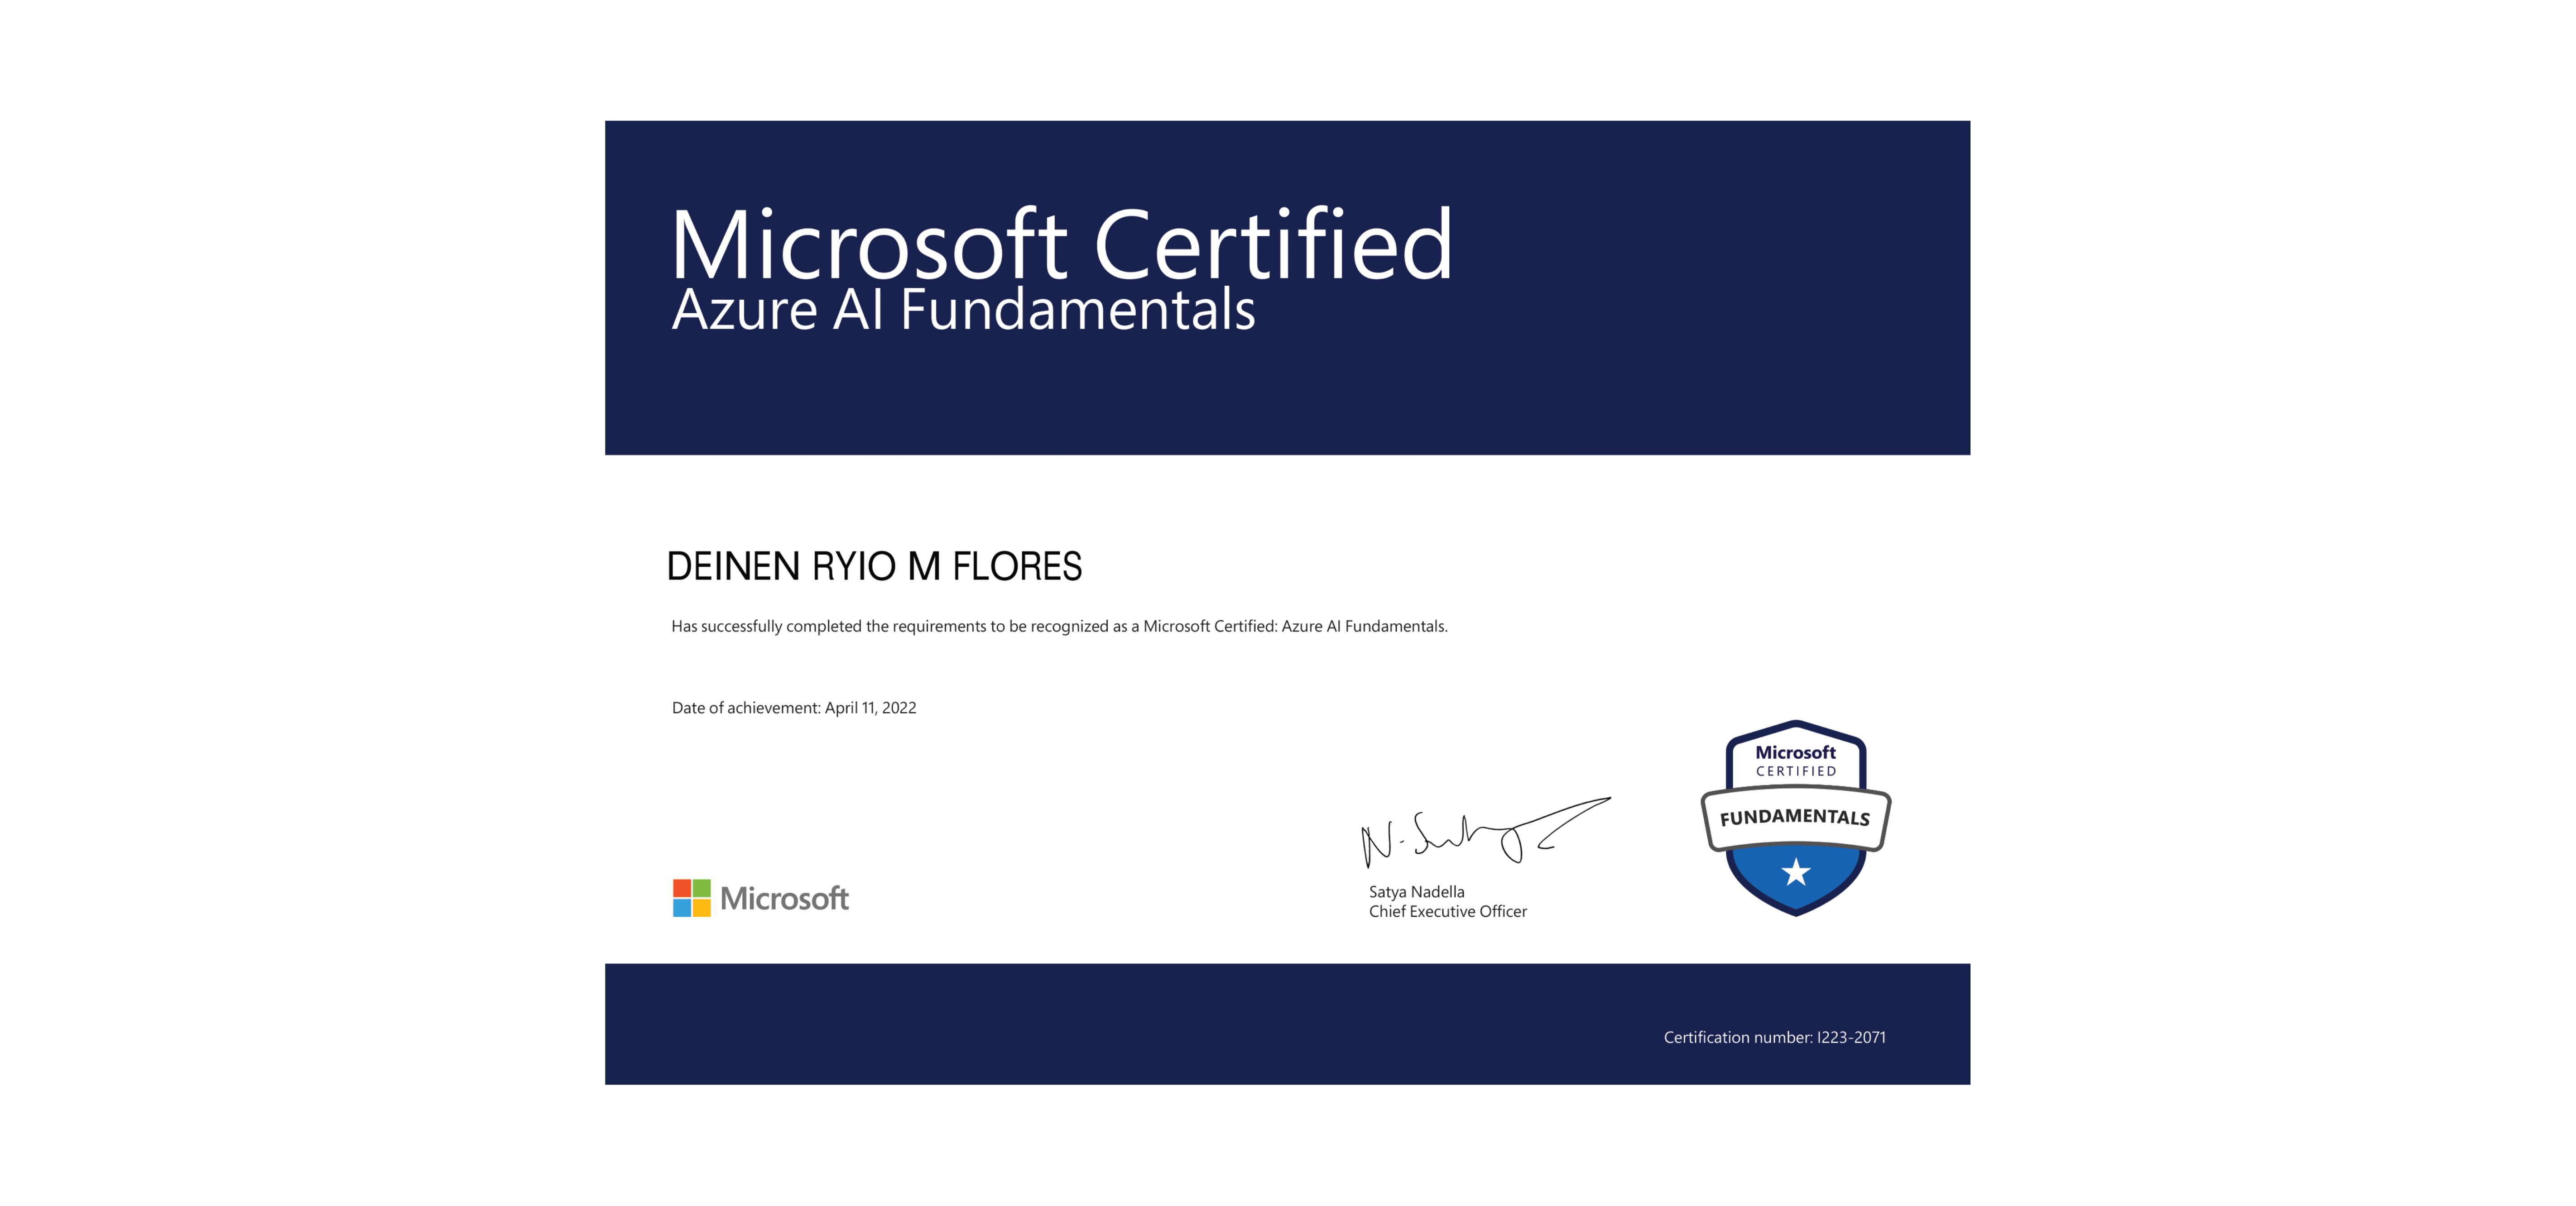 Microsoft Certified
Azure AI Fundamentals
DEINEN RYIO M FLORES
Has successfully completed the requirements to be recognized as a Microsoft Certified: Azure AI Fundamentals.
Date of achievement: April 11, 2022
Microsoft
CERTIFIED
FUNDAMENTALS
Microsoft
Satya Nadella
Chief Executive Officer
Certification number: I223-2071